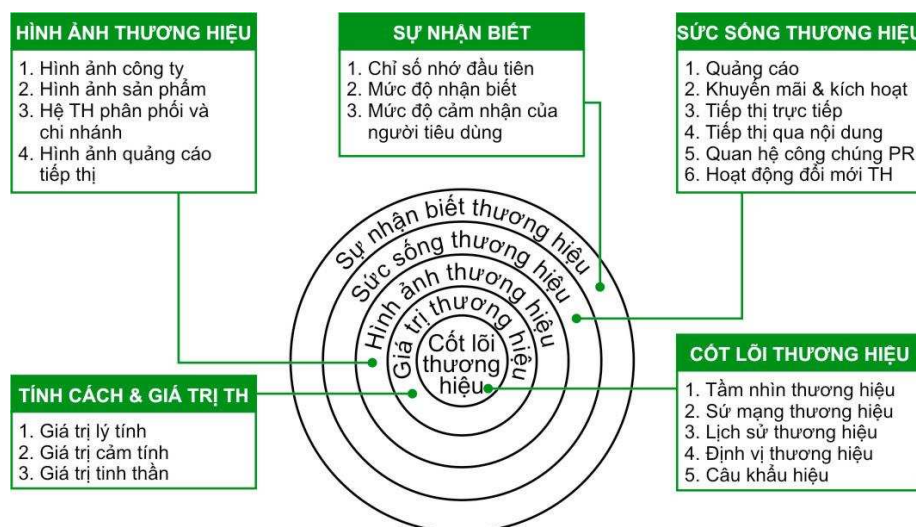 HÌNH ẢNH THƯƠNG HIỆU
1. Hình ảnh công ty
2. Hình ảnh sản phẩm
3. Hệ TH phân phối và
chi nhánh
4. Hình ảnh quảng cáo
tiếp thị
SỰ NHẬN BIẾT
1. Chỉ số nhớ đầu tiên
2. Mức độ nhận biết
3. Mức độ cảm nhận của
người tiêu dùng
SỨC SỐNG THƯƠNG HIỆU
1. Quảng cáo
2. Khuyến mãi & kích hoạt
3. Tiếp thị trực tiếp
4. Tiếp thị qua nội dung
5. Quan hệ công chúng PR
6. Hoạt động đổi mới TH
Sự nhận biết thương hiệu
Sức sống thương hiệu
Hình ảnh thương hiệu
Giá trị thương hiệu
Cốt lõi
thương
hiệu
TÍNH CÁCH & GIÁ TRỊ TH
1. Giá trị lý tính
2. Giá trị cảm tính
3. Giá trị tinh thần
CỐT LÕI THƯƠNG HIỆU
1. Tầm nhìn thương hiệu
2. Sứ mạng thương hiệu
3. Lịch sử thương hiệu
4. Định vị thương hiệu
5. Câu khẩu hiệu